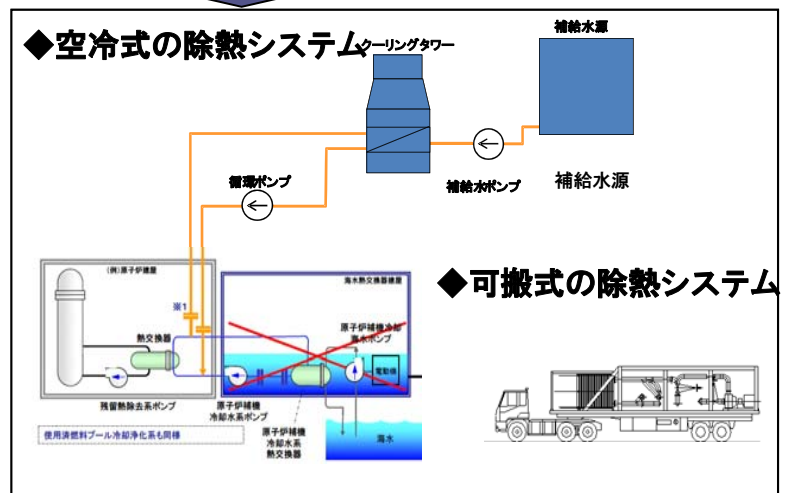 ◆空冷式の除熱システム
クーリングタワー
補給水源
循環ポンプ
補給水ポンプ
補給水源
◆可搬式の除熱システム
(例)原子炉建屋
※1
熱交換器
残留熱除去系ポンプ
使用済燃料プール冷却浄化系も同様
海水熱交換器建屋
原子炉補機冷却
海水ポンプ
電動機
原子炉補機
冷却水系ポンプ
原子炉補機
冷却水系
熱交換器
海水